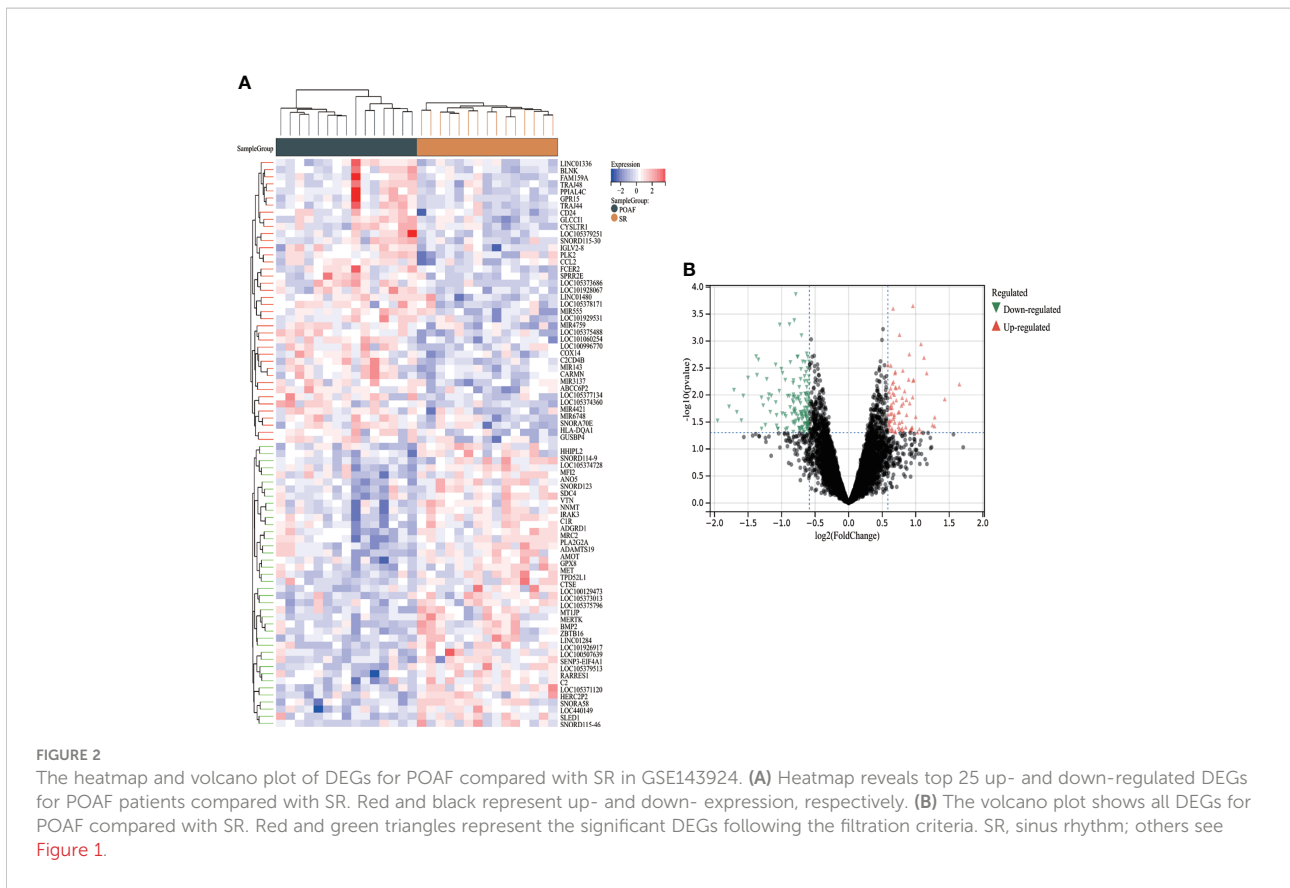 A
SampleGroup
LINC01336
BLNK
FAM159A
TRAJ48
PPIAL4C
GPR15
TRAJ44
CD24
GLCCI1
CYSLTR1
LOC105379251
SNORD115-30
IGLV2-8
PLK2
CCL2
FCER2
SPRR2E
LOC105373686
LOC101928067
LINC01480
LOC105378171
MIR555
LOC101929531
MIR4759
LOC105375488
LOC101060254
LOC100996770
COX14
C2CD4B
MIR143
CARMN
MIR3137
ABCC6P2
LOC105377134
LOC105374360
MIR4421
MIR6748
SNORA70E
HLA-DQA1
GUSBP4
HHIPL2
SNORD114-9
LOC105374728
MFI2
ANO5
SNORD123
SDC4
VTN
NNMT
IRAK3
C1R
ADGRD1
MRC2
PLA2G2A
ADAMTS19
AMOT
GPX8
MET
TPD52L1
CTSE
LOC100129473
LOC105373013
LOC105375796
MT1JP
MERTK
BMP2
ZBTB16
LINC01284
LOC101926917
LOC100507639
SENP3-EIF4A1
LOC105379513
RARRES1
C2
LOC105371120
HERC2P2
SNORA58
LOC440149
SLED1
SNORD115-46
Expression
−2 0 2
SampleGroup:
POAF
SR
B
4.0
3.5
3.0
2.5
2.0
1.5
1.0
0.5
0.0
-log10(pvalue)
−2.0 −1.5 −1.0 −0.5 0.0 0.5 1.0 1.5 2.0
log2(FoldChange)
Regulated
Down-regulated
Up-regulated
FIGURE 2
The heatmap and volcano plot of DEGs for POAF compared with SR in GSE143924. (A) Heatmap reveals top 25 up- and down-regulated DEGs
for POAF patients compared with SR. Red and black represent up- and down- expression, respectively. (B) The volcano plot shows all DEGs for
POAF compared with SR. Red and green triangles represent the significant DEGs following the filtration criteria. SR, sinus rhythm; others see
Figure 1.